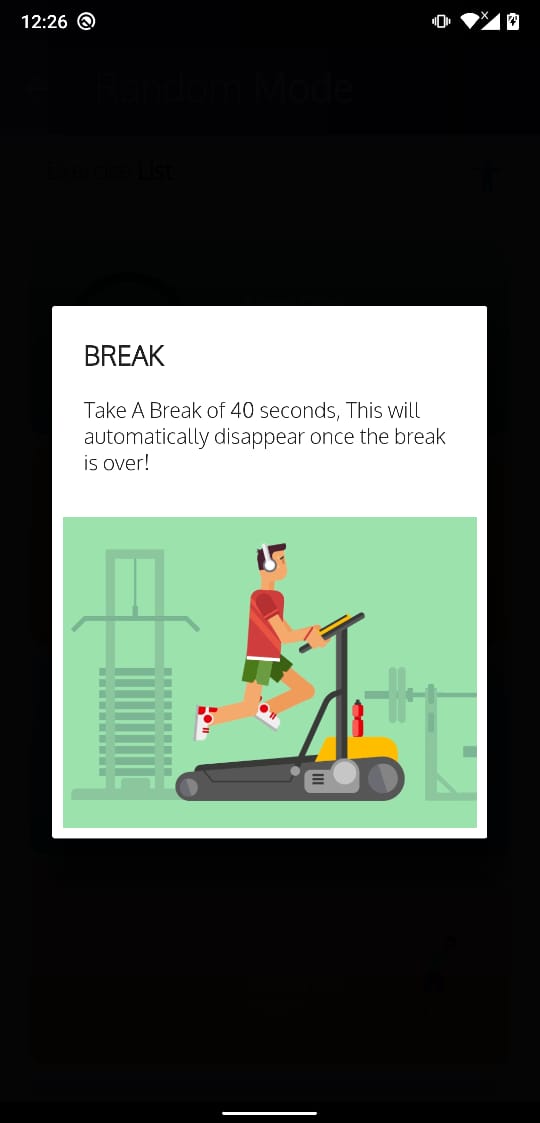 12:26
Random Mode
Exercise List
BREAK
Take A Break of 40 seconds, This will
automatically disappear once the break
is over!